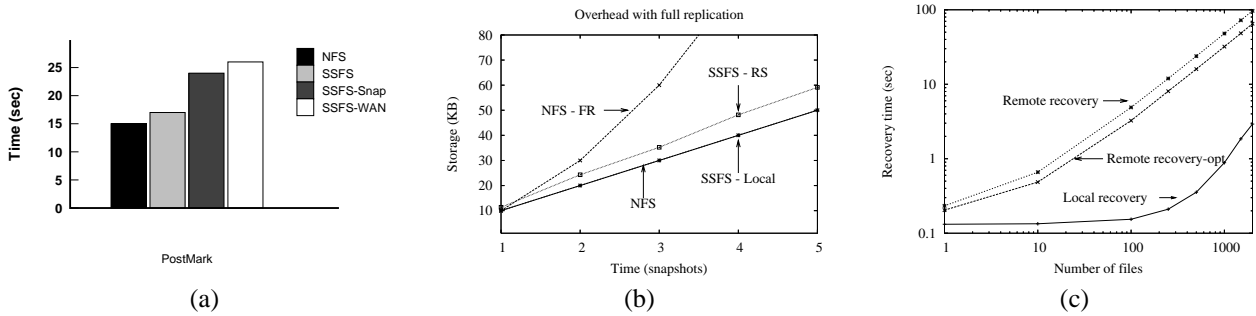 Time (sec)
25
20
15
10
5
0
NFS
SSFS
SSFS-Snap
SSFS-WAN
PostMark
(a)
Overhead with full replication
Storage (KB)
80
70
60
50
40
30
20
10
NFS - FR
SSFS - RS
SSFS - Local
NFS
1 2 3 4 5
Time (snapshots)
(b)
Recovery time (sec)
100
10
1
0.1
Remote recovery
Remote recovery-opt
Local recovery
1 10 100 1000
Number of files
(c)